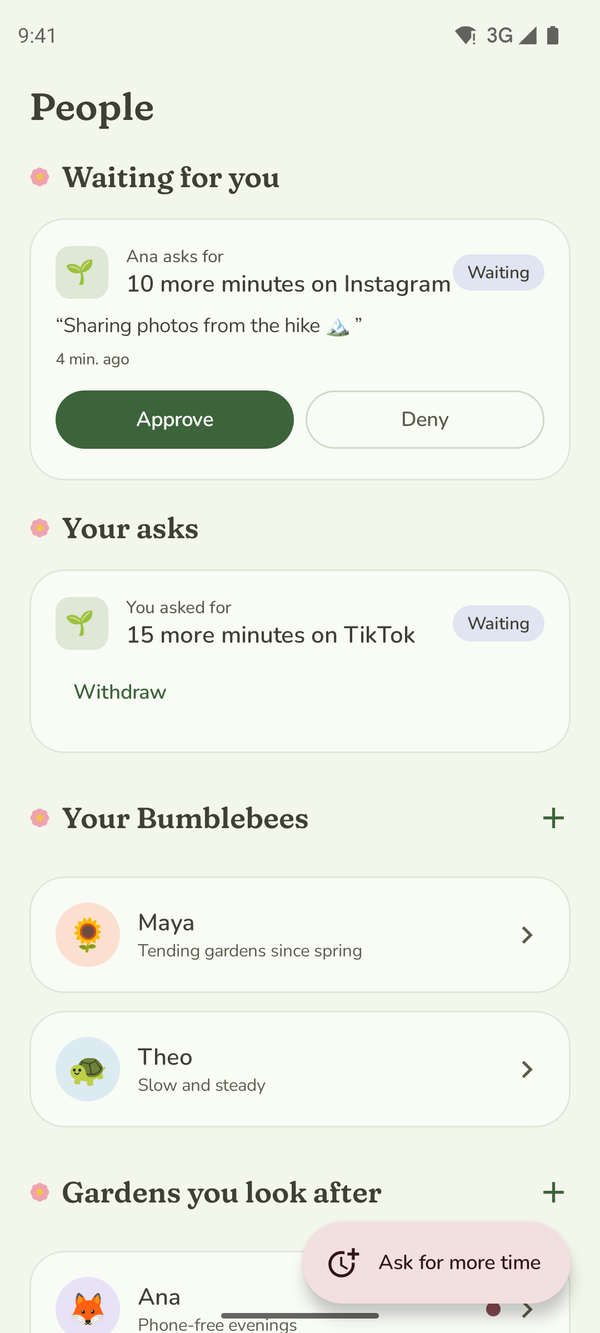 9:41
3G
People
Waiting for you
Ana asks for
10 more minutes on Instagram
Waiting
“Sharing photos from the hike 🏔️ ”
4 min. ago
Approve
Deny
Your asks
You asked for
15 more minutes on TikTok
Waiting
Withdraw
Your Bumblebees
Maya
Tending gardens since spring
Theo
Slow and steady
Gardens you look after
Ask for more time
Ana
Phone-free evenings